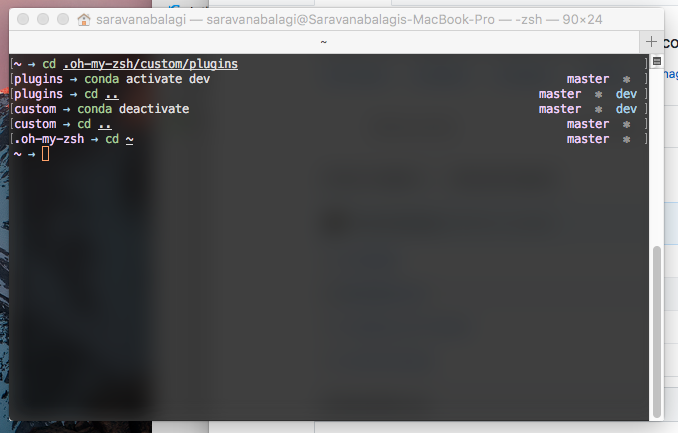 saravanabalagi — saravanabalagi@Saravanabalagis-MacBook-Pro — -zsh — 90×24
~
~ → cd .oh-my-zsh/custom/plugins
plugins → conda activate dev master ✱
plugins → cd .. master ✱ dev
custom → conda deactivate master ✱ dev
custom → cd .. master ✱
.oh-my-zsh → cd ~ master ✱
~ →